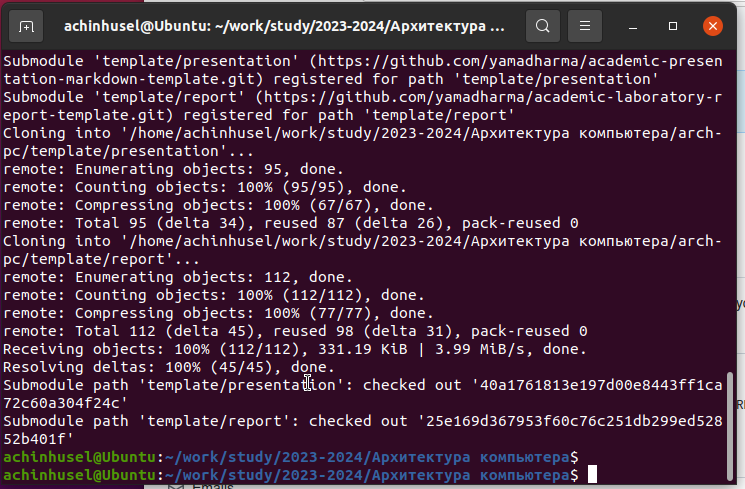 achinhusel@Ubuntu: ~/work/study/2023-2024/Архитектура ...
Submodule 'template/presentation' (https://github.com/yamadharma/academic-presen
tation-markdown-template.git) registered for path 'template/presentation'
Submodule 'template/report' (https://github.com/yamadharma/academic-laboratory-r
eport-template.git) registered for path 'template/report'
Cloning into '/home/achinhusel/work/study/2023-2024/Архитектура компьютера/arch-
pc/template/presentation'...
remote: Enumerating objects: 95, done.
remote: Counting objects: 100% (95/95), done.
remote: Compressing objects: 100% (67/67), done.
remote: Total 95 (delta 34), reused 87 (delta 26), pack-reused 0
Cloning into '/home/achinhusel/work/study/2023-2024/Архитектура компьютера/arch-
pc/template/report'...
remote: Enumerating objects: 112, done.
remote: Counting objects: 100% (112/112), done.
remote: Compressing objects: 100% (77/77), done.
remote: Total 112 (delta 45), reused 98 (delta 31), pack-reused 0
Receiving objects: 100% (112/112), 331.19 KiB | 3.99 MiB/s, done.
Resolving deltas: 100% (45/45), done.
Submodule path 'template/presentation': checked out '40a1761813e197d00e8443ff1ca
72c60a304f24c'
Submodule path 'template/report': checked out '25e169d367953f60c76c251db299ed528
52b401f'
achinhusel@Ubuntu:~/work/study/2023-2024/Архитектура компьютера$
achinhusel@Ubuntu:~/work/study/2023-2024/Архитектура компьютера$